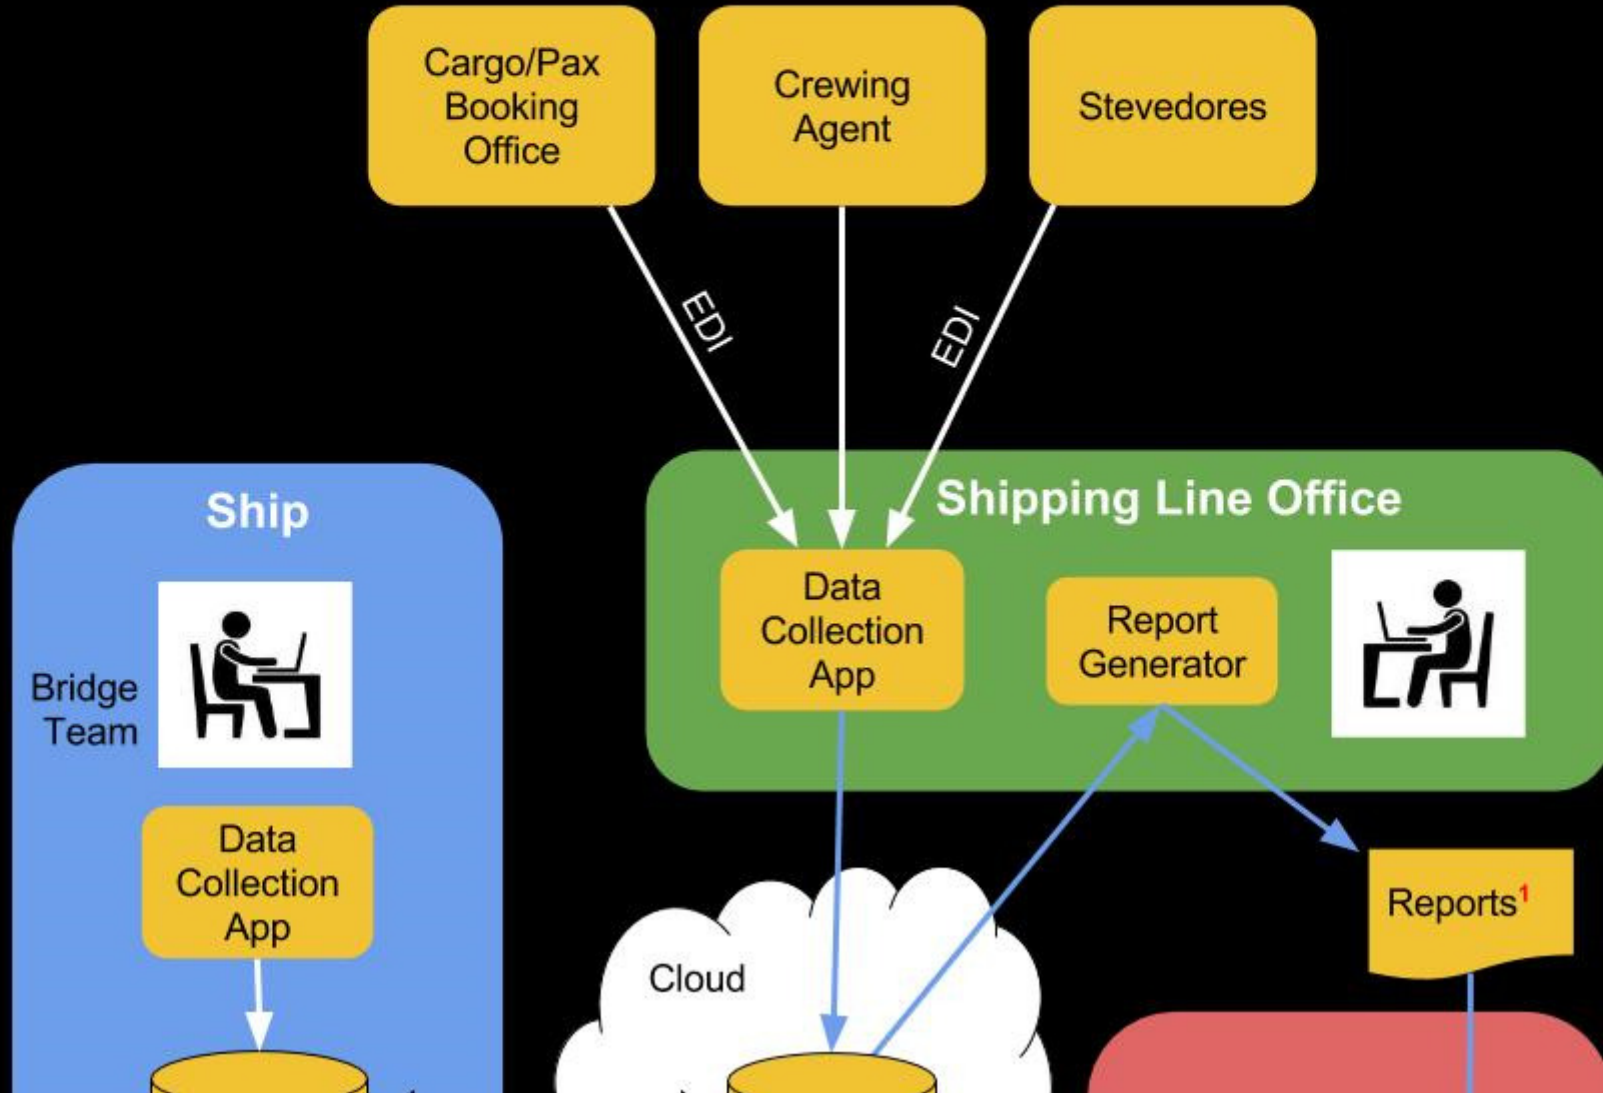 Cargo/Pax
Booking
Office
Crewing
Agent
Stevedores
EDI
EDI
Ship
Bridge
Team
Data
Collection
App
Shipping Line Office
Data
Collection
App
Report
Generator
Cloud
Reports¹